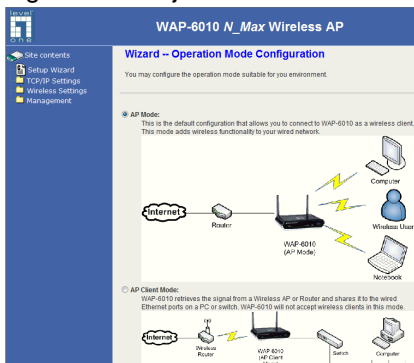 level
one
WAP-6010 N_Max Wireless AP
Site contents
Setup Wizard
TCP/IP Settings
Wireless Settings
Management
Wizard -- Operation Mode Configuration
You may configure the operation mode suitable for you environment
AP Mode:
This is the default configuration that allows you to connect to WAP-6010 as a wireless client.
This mode adds wireless functionality to your wired network.
Internet
Router
WAP-6010
(AP Mode)
Computer
Wireless User
Notebook
AP Client Mode:
WAP-6010 retrieves the signal from a Wireless AP or Router and shares it to the wired
Ethernet ports on a PC or switch. WAP-6010 will not accept wireless clients in this mode.
Internet
Wireless
Router
WAP-6010
(AP Client
Switch
Computer